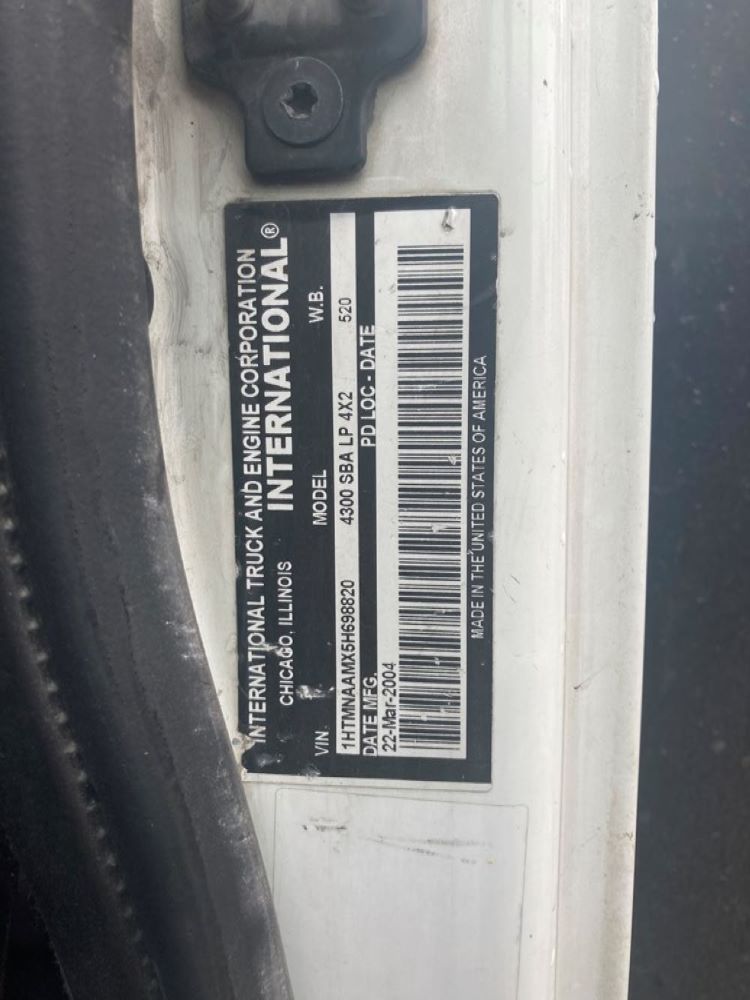 INTERNATIONAL TRUCK AND ENGINE CORPORATION
CHICAGO, ILLINOIS INTERNATIONAL®
VIN MODEL W.B.
1HTMNAAMX5H698820 4300 SBA LP 4X2 520
DATE MFG. PD LOC - DATE
22-Mar-2004
MADE IN THE UNITED STATES OF AMERICA